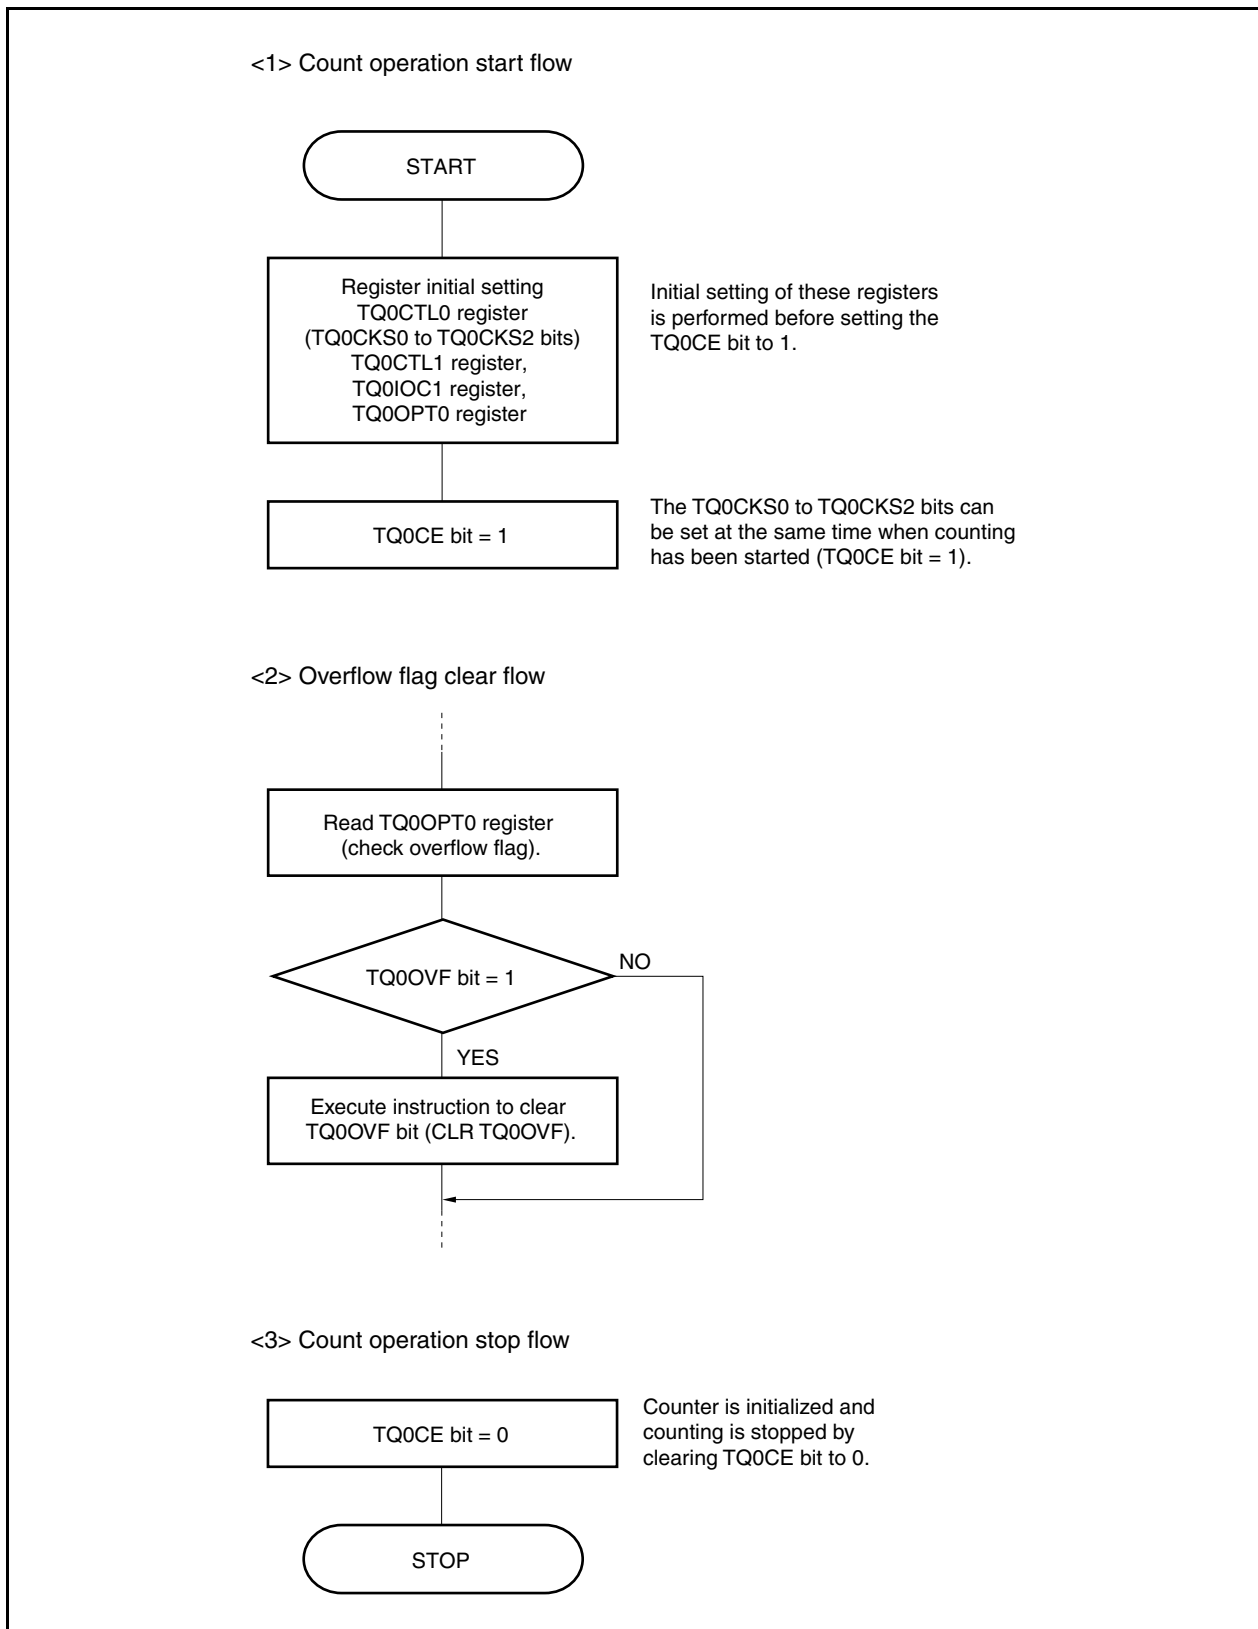 <1> Count operation start flow
START
Register initial setting
TQ0CTL0 register
(TQ0CKS0 to TQ0CKS2 bits)
TQ0CTL1 register,
TQ0IOC1 register,
TQ0OPT0 register
Initial setting of these registers
is performed before setting the
TQ0CE bit to 1.
TQ0CE bit = 1
The TQ0CKS0 to TQ0CKS2 bits can
be set at the same time when counting
has been started (TQ0CE bit = 1).
<2> Overflow flag clear flow
Read TQ0OPT0 register
(check overflow flag).
TQ0OVF bit = 1
NO
YES
Execute instruction to clear
TQ0OVF bit (CLR TQ0OVF).
<3> Count operation stop flow
TQ0CE bit = 0
Counter is initialized and
counting is stopped by
clearing TQ0CE bit to 0.
STOP